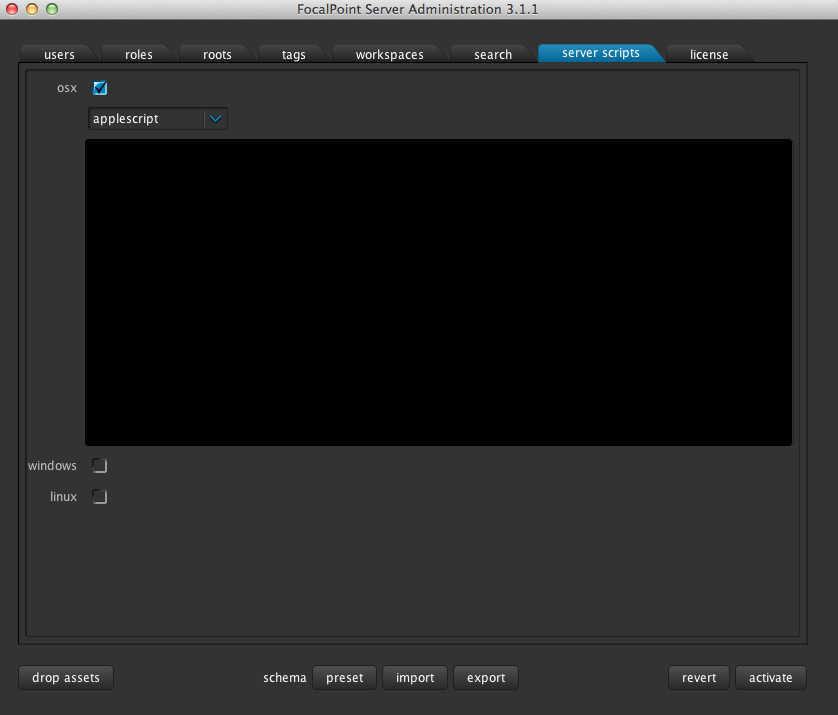 FocalPoint Server Administration 3.1.1
users roles roots tags workspaces search server scripts license
osx
applescript
windows
linux
drop assets schema preset import export revert activate